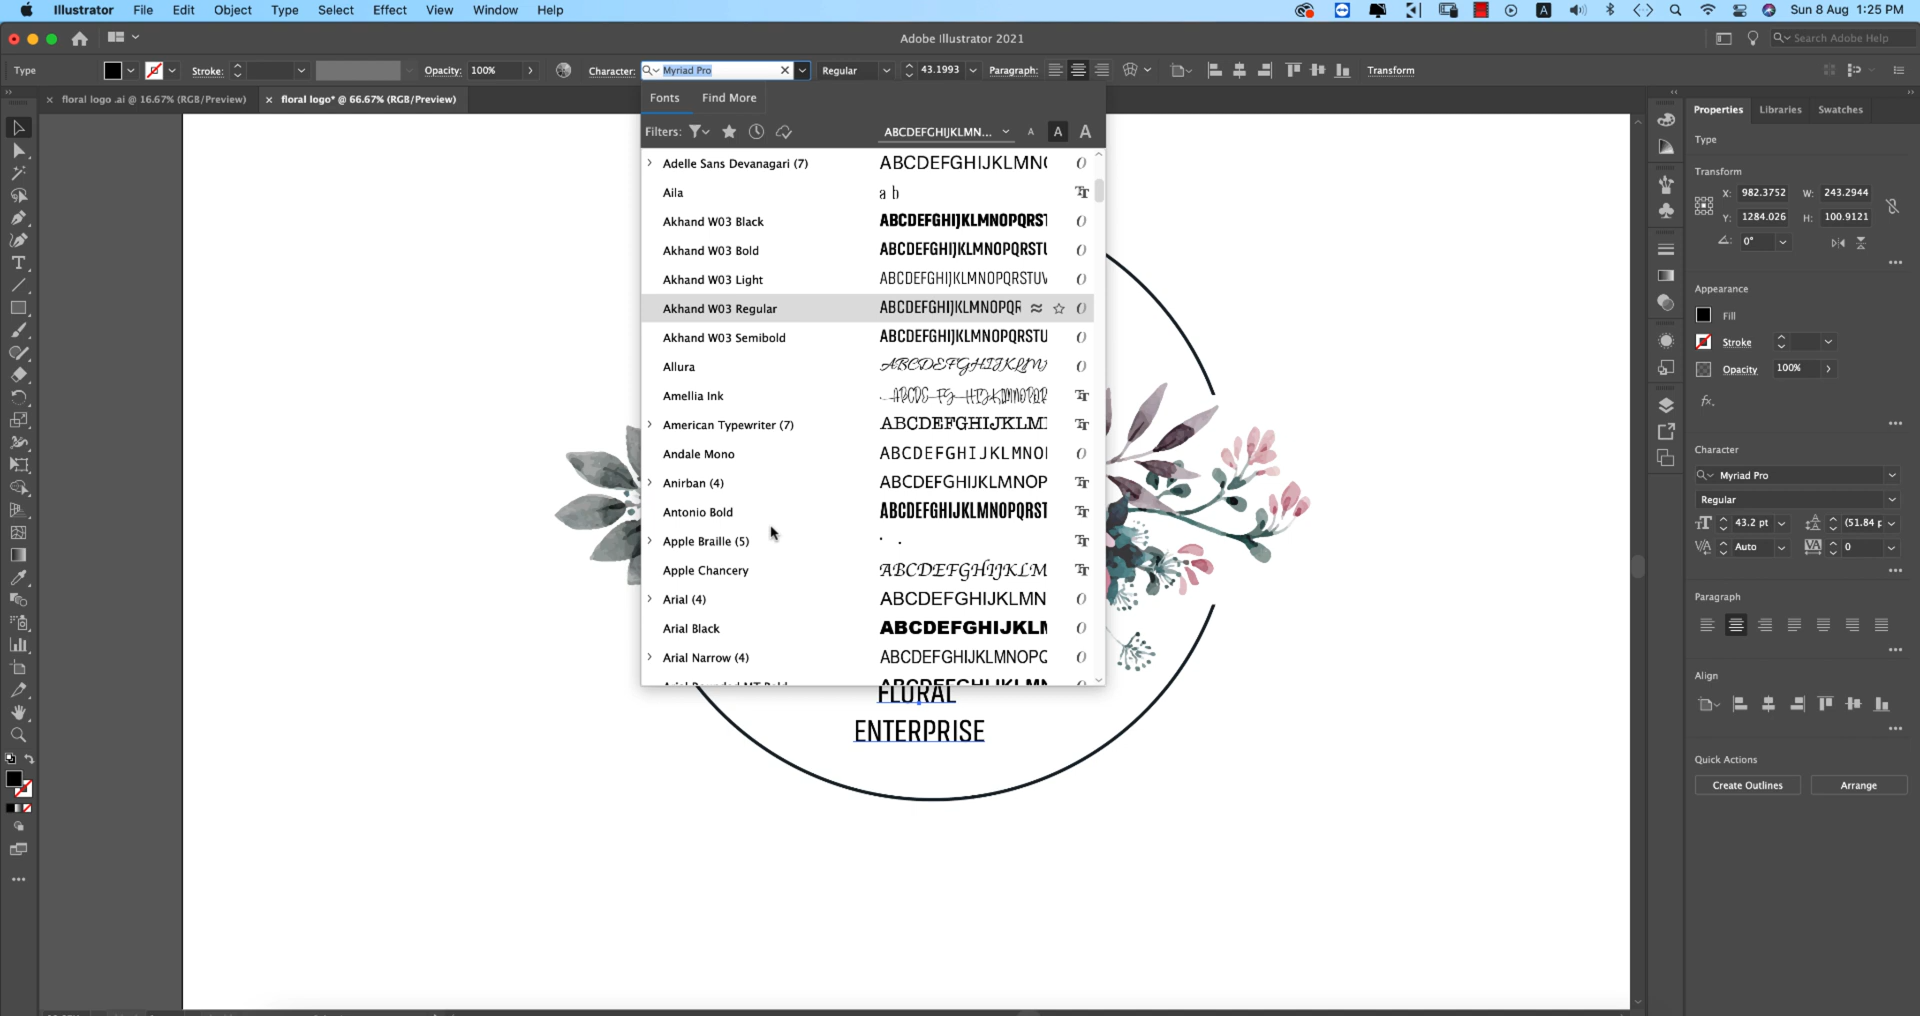 Illustrator File Edit Object Type Select Effect View Window Help
Sun 8 Aug 1:25 PM
Adobe Illustrator 2021
Search Adobe Help
Type
Stroke:
Opacity: 100%
Character: Myriad Pro
Regular
43.1993
Paragraph:
Transform
floral logo .ai @ 16.67% (RGB/Preview)
floral logo* @ 66.67% (RGB/Preview)
Fonts
Find More
Filters:
ABCDEFGHIJKLMN...
Adelle Sans Devanagari (7) ABCDEFGHIJKLMN
Aila a b
Akhand W03 Black ABCDEFGHIJKLMNOPQRST
Akhand W03 Bold ABCDEFGHIJKLMNOPQRSTU
Akhand W03 Light ABCDEFGHIJKLMNOPQRSTUV
Akhand W03 Regular ABCDEFGHIJKLMNOPQR
Akhand W03 Semibold ABCDEFGHIJKLMNOPQRSTU
Allura ABCDEFGHIJKLMN
Amellia Ink
American Typewriter (7) ABCDEFGHIJKLM
Andale Mono ABCDEFGHIJKLMNO
Anirban (4) ABCDEFGHIJKLMNOP
Antonio Bold ABCDEFGHIJKLMNOPQRST
Apple Braille (5)
Apple Chancery ABCDEFGHIJKLM
Arial (4) ABCDEFGHIJKLMN
Arial Black ABCDEFGHIJKL
Arial Narrow (4) ABCDEFGHIJKLMNOPQ
FLORAL
ENTERPRISE
Properties
Libraries
Swatches
Type
Transform
X: 982.3752 W: 243.2944
Y: 1284.026 H: 100.9121
0°
Appearance
Fill
Stroke
Opacity 100%
fx.
Character
Myriad Pro
Regular
43.2 pt (51.84 p
Auto 0
Paragraph
Align
Quick Actions
Create Outlines
Arrange